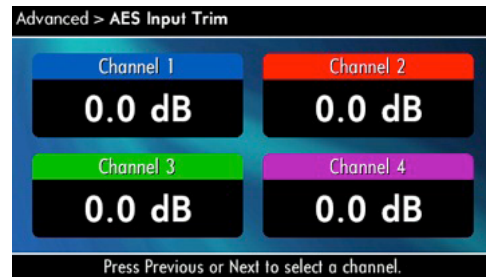 Advanced > AES Input Trim
Channel 1
0.0 dB
Channel 2
0.0 dB
Channel 3
0.0 dB
Channel 4
0.0 dB
Press Previous or Next to select a channel.